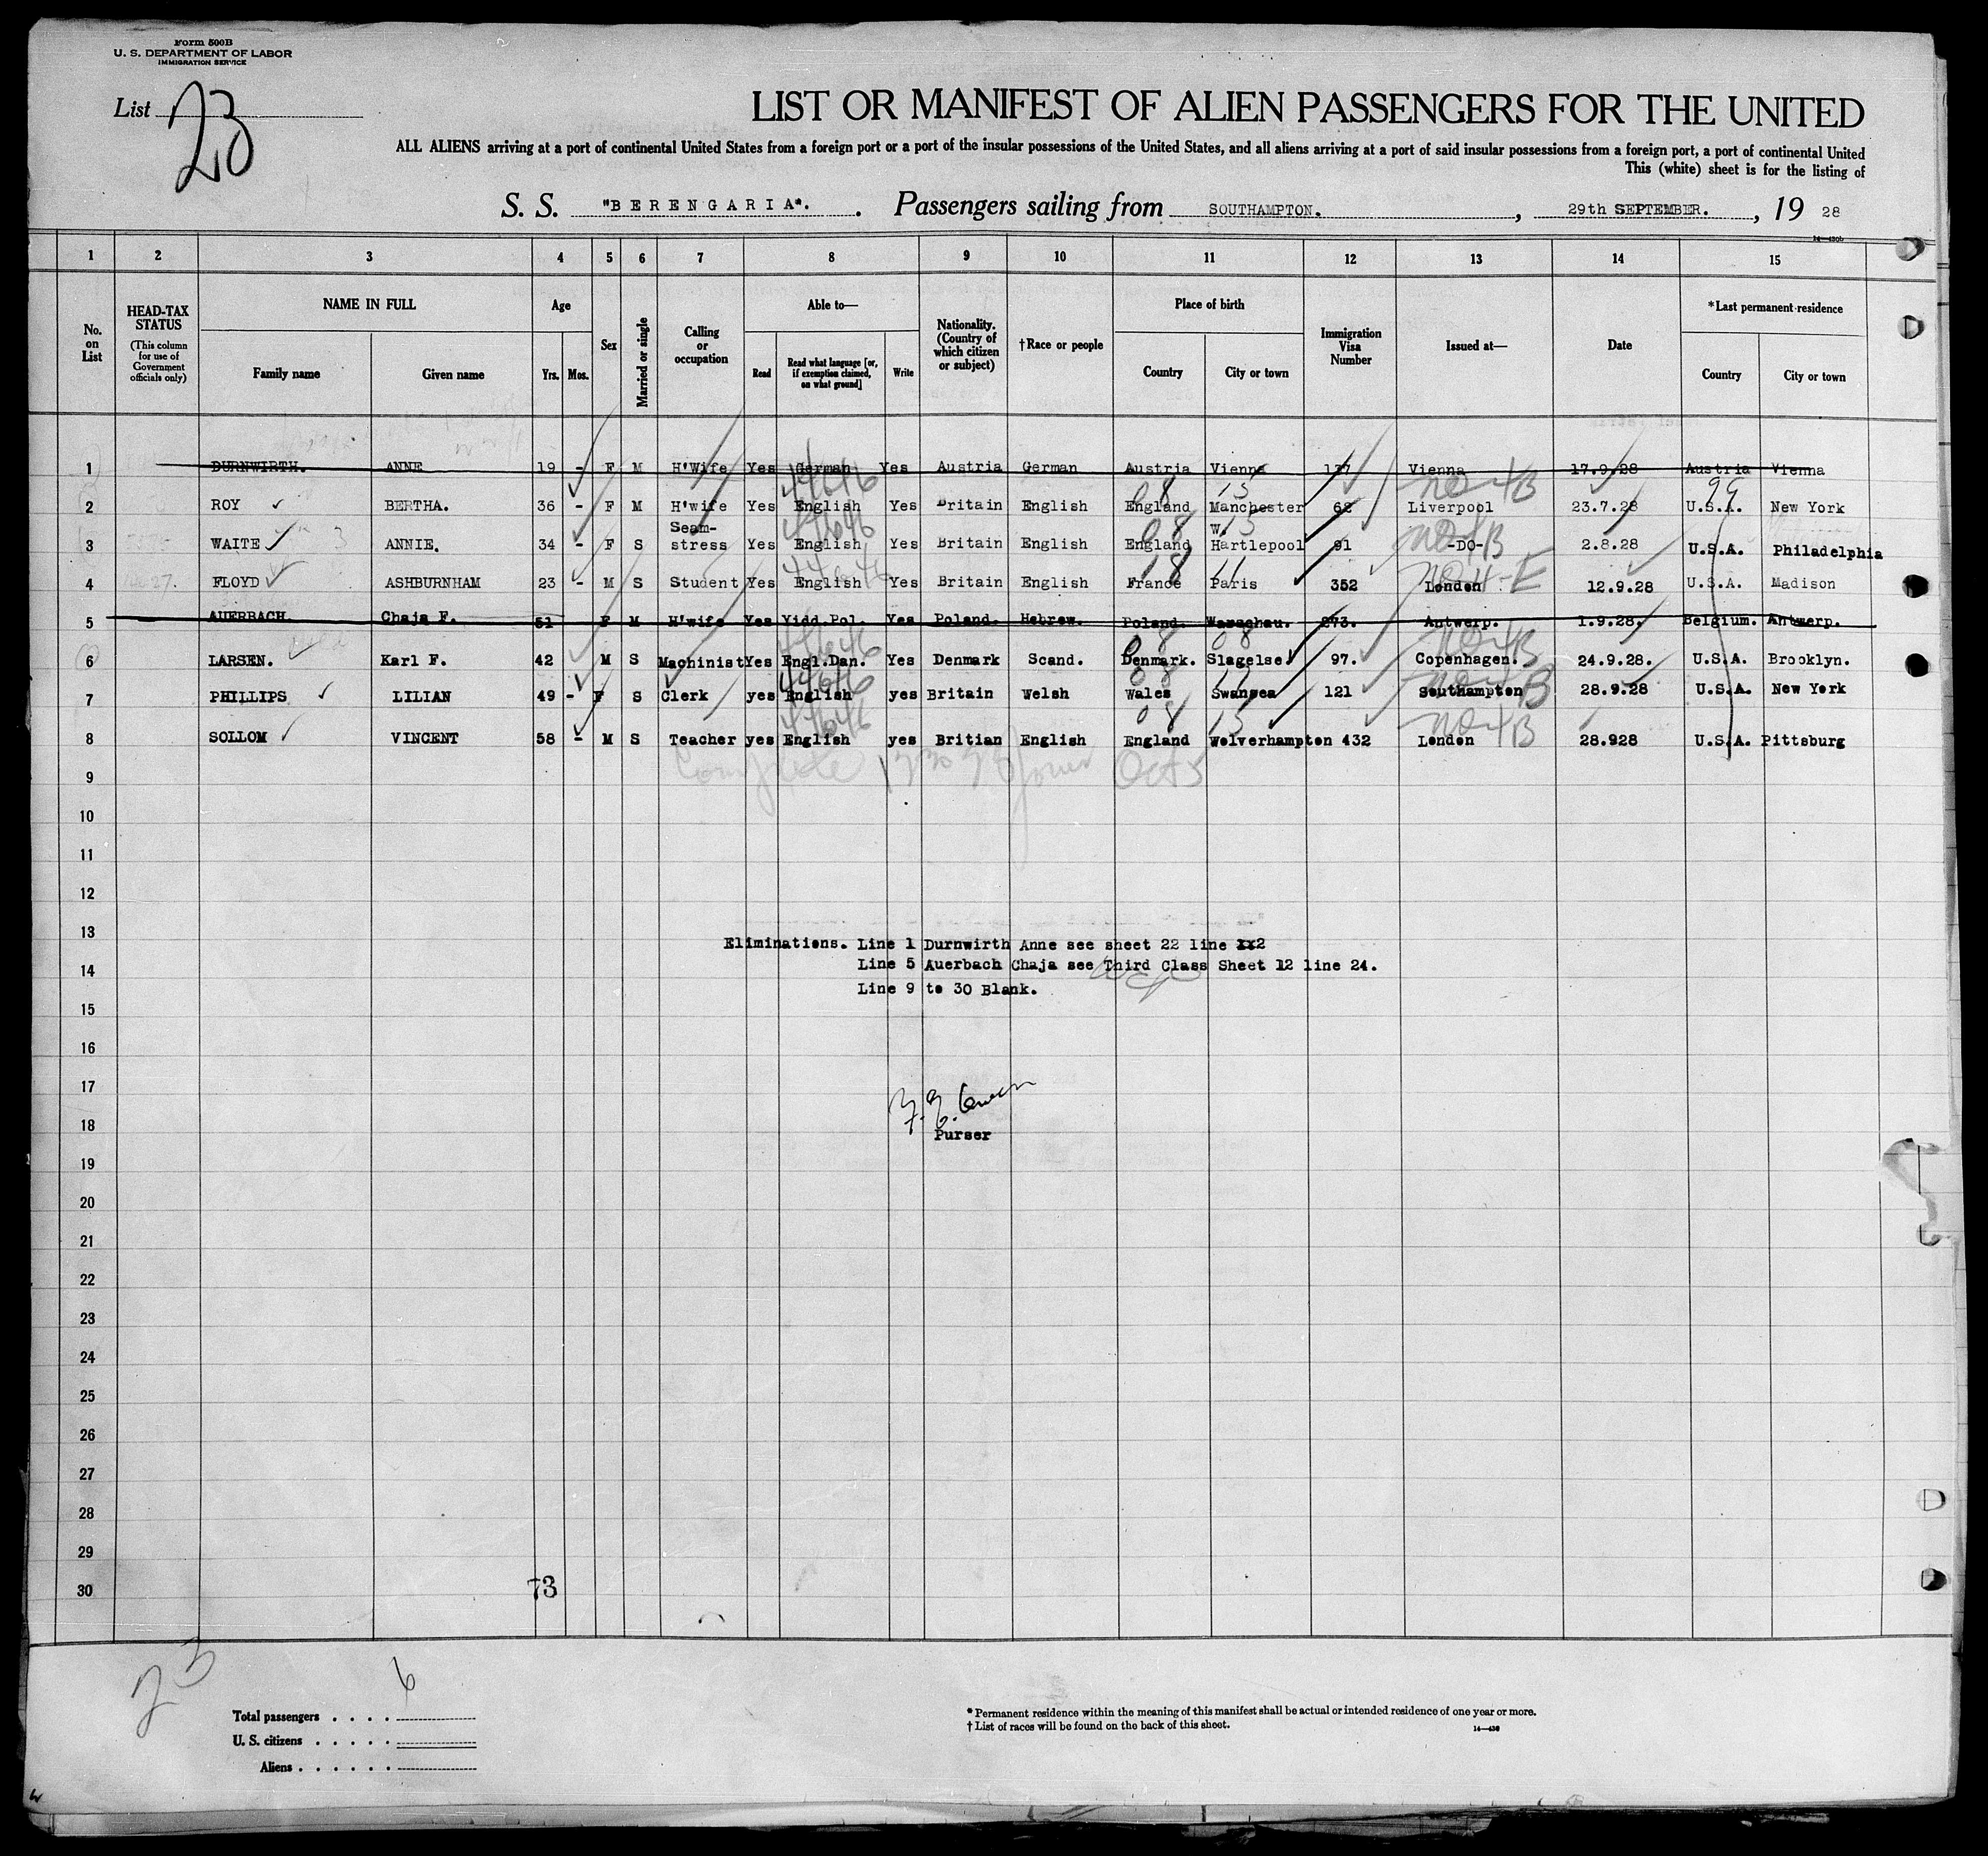 Form 500B
U. S. DEPARTMENT OF LABOR
IMMIGRATION SERVICE
List 23
LIST OR MANIFEST OF ALIEN PASSENGERS FOR THE UNITED
ALL ALIENS arriving at a port of continental United States from a foreign port or a port of the insular possessions of the United States, and all aliens arriving at a port of said insular possessions from a foreign port, a port of continental United
This (white) sheet is for the listing of
S. S. "BERENGARIA". Passengers sailing from SOUTHAMPTON. , 29th SEPTEMBER. , 19 28
1 2 3 4 5 6 7 8 9 10 11 12 13 14 15
No. on List
HEAD-TAX STATUS
(This column for use of Government officials only)
NAME IN FULL
Family name Given name
Age
Yrs. Mos.
Sex
Married or single
Calling or occupation
Able to—
Read
Read what language [or, if exemption claimed, on what ground]
Write
Nationality. (Country of which citizen or subject)
†Race or people
Place of birth
Country City or town
Immigration Visa Number
Issued at—
Date
*Last permanent residence
Country City or town
1 DURNWIRTH. ANNE 19 - F M H'Wife Yes German Yes Austria German Austria Vienna 127 Vienna 17.9.28 Austria Vienna
2 ROY BERTHA. 36 - F M H'wife Yes English Yes Britain English England Manchester 62 Liverpool 23.7.28 U.S.A. New York
3 WAITE ANNIE. 34 - F S Seam-stress Yes English Yes Britain English England W. Hartlepool 91 -DO- 2.8.28 U.S.A. Philadelphia
4 FLOYD ASHBURNHAM 23 - M S Student Yes English Yes Britain English France Paris 352 London 12.9.28 U.S.A. Madison
5 AUERBACH. Chaja F. 51 F M H'wife Yes Yidd.Pol. Yes Poland. Hebrew. Poland. Warschau. 273. Antwerp. 1.9.28. Belgium. Antwerp.
6 LARSEN. Karl F. 42 M S Machinist Yes Engl.Dan. Yes Denmark Scand. Denmark. Slagelse. 97. Copenhagen. 24.9.28. U.S.A. Brooklyn.
7 PHILLIPS LILIAN 49 - F S Clerk yes English yes Britain Welsh Wales Swansea 121 Southampton 28.9.28 U.S.A. New York
8 SOLLOM VINCENT 58 - M S Teacher yes English yes Britian English England Wolverhampton 432 London 28.928 U.S.A. Pittsburg
9
10
11
12
13
14
15
16
17
18
19
20
21
22
23
24
25
26
27
28
29
30
Complete Oct 5
Eliminations. Line 1 Durnwirth Anne see sheet 22 line xx2
Line 5 Auerbach Chaja see Third Class Sheet 12 line 24.
Line 9 to 30 Blank.
Purser
73
23
Total passengers . . . . 6
U. S. citizens . . . . .
Aliens . . . . . .
* Permanent residence within the meaning of this manifest shall be actual or intended residence of one year or more.
† List of races will be found on the back of this sheet.
14—430